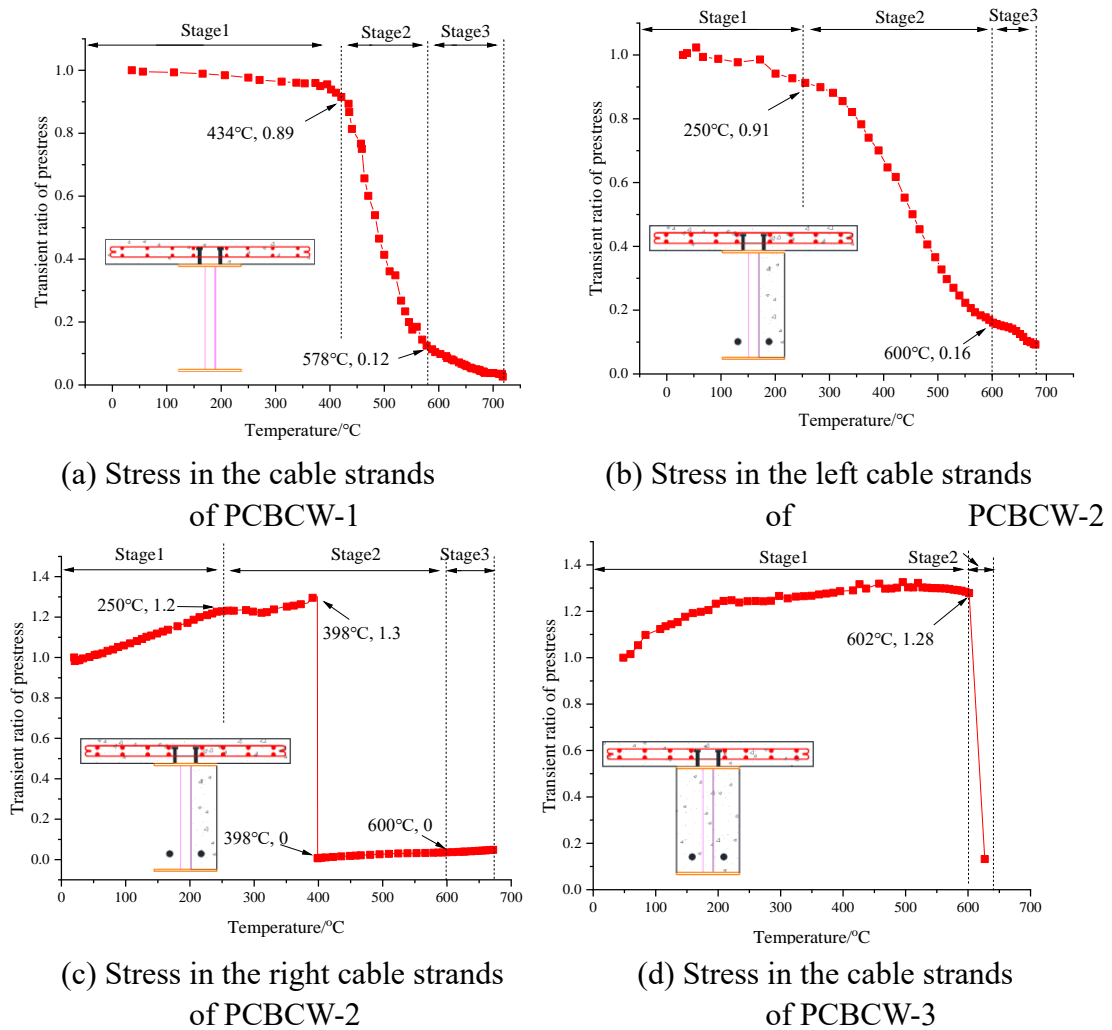 Stage1 Stage2 Stage3
1.0
0.8
0.6
0.4
0.2
0.0
Transient ratio of prestress
434℃, 0.89
578℃, 0.12
0 100 200 300 400 500 600 700
Temperature/°C
(a) Stress in the cable strands
of PCBCW-1
Stage1 Stage2 Stage3
1.0
0.8
0.6
0.4
0.2
0.0
Transient ratio of prestress
250℃, 0.91
600℃, 0.16
0 100 200 300 400 500 600 700
Temperature/℃
(b) Stress in the left cable strands
of PCBCW-2
Stage1 Stage2 Stage3
1.4
1.2
1.0
0.8
0.6
0.4
0.2
0.0
Transient ratio of prestress
250℃, 1.2
398℃, 1.3
398℃, 0
600℃, 0
0 100 200 300 400 500 600 700
Temperature/°C
(c) Stress in the right cable strands
of PCBCW-2
Stage1 Stage2
1.4
1.2
1.0
0.8
0.6
0.4
0.2
0.0
Transient ratio of prestress
602℃, 1.28
0 100 200 300 400 500 600 700
Temperature/°C
(d) Stress in the cable strands
of PCBCW-3